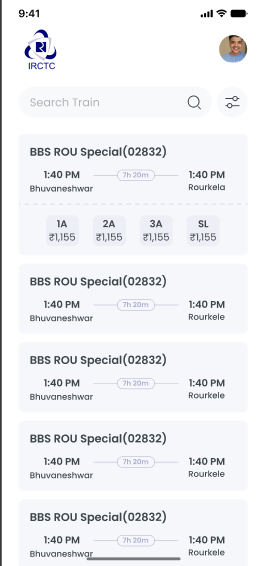 9:41
IRCTC
Search Train
BBS ROU Special(02832)
1:40 PM 7h 20m 1:40 PM
Bhuvaneshwar Rourkela
1A 2A 3A SL
₹1,155 ₹1,155 ₹1,155 ₹1,155
BBS ROU Special(02832)
1:40 PM 7h 20m 1:40 PM
Bhuvaneshwar Rourkele
BBS ROU Special(02832)
1:40 PM 7h 20m 1:40 PM
Bhuvaneshwar Rourkele
BBS ROU Special(02832)
1:40 PM 7h 20m 1:40 PM
Bhuvaneshwar Rourkele
BBS ROU Special(02832)
1:40 PM 7h 20m 1:40 PM
Bhuvaneshwar Rourkele